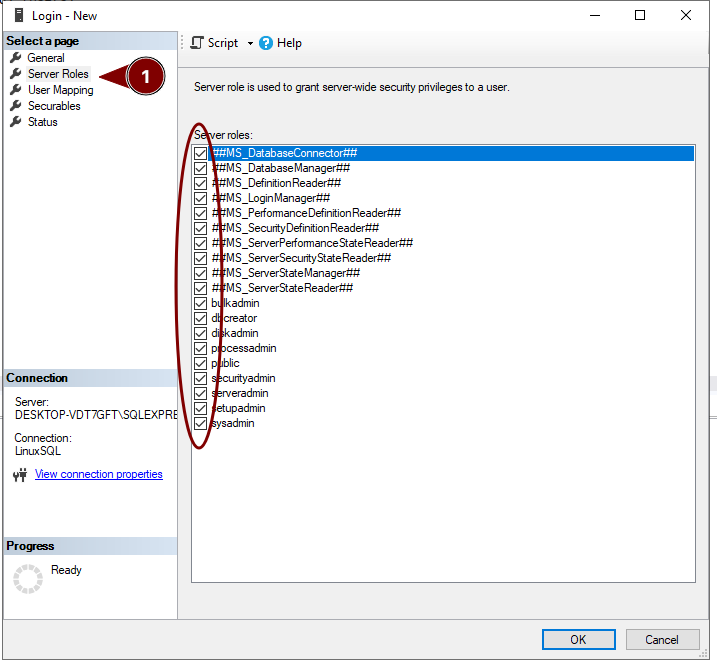 Login - New
Select a page
General
Server Roles
User Mapping
Securables
Status
1
Script
Help
Server role is used to grant server-wide security privileges to a user.
Server roles:
##MS_DatabaseConnector##
##MS_DatabaseManager##
##MS_DefinitionReader##
##MS_LoginManager##
##MS_PerformanceDefinitionReader##
##MS_SecurityDefinitionReader##
##MS_ServerPerformanceStateReader##
##MS_ServerSecurityStateReader##
##MS_ServerStateManager##
##MS_ServerStateReader##
bulkadmin
dbcreator
diskadmin
processadmin
public
securityadmin
serveradmin
setupadmin
sysadmin
Connection
Server:
DESKTOP-VDT7GFT\SQLEXPRE
Connection:
LinuxSQL
View connection properties
Progress
Ready
OK
Cancel